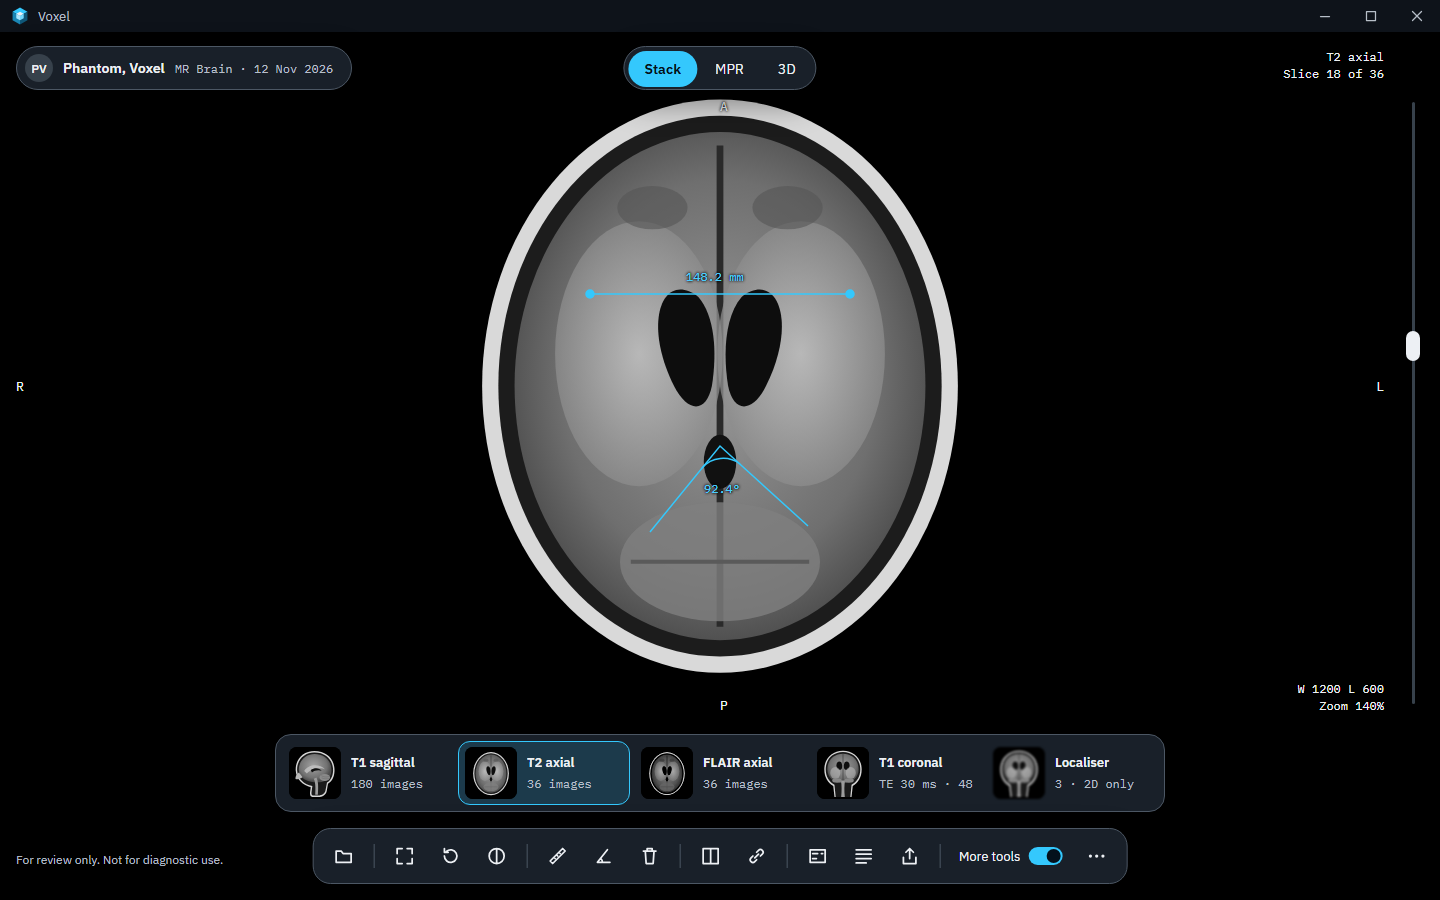 Voxel
PV Phantom, Voxel MR Brain · 12 Nov 2026
Stack MPR 3D
T2 axial
Slice 18 of 36
A
148.2 mm
R
L
92.4°
W 1200 L 600
Zoom 140%
P
T1 sagittal
180 images
T2 axial
36 images
FLAIR axial
36 images
T1 coronal
TE 30 ms · 48
Localiser
3 · 2D only
For review only. Not for diagnostic use.
More tools